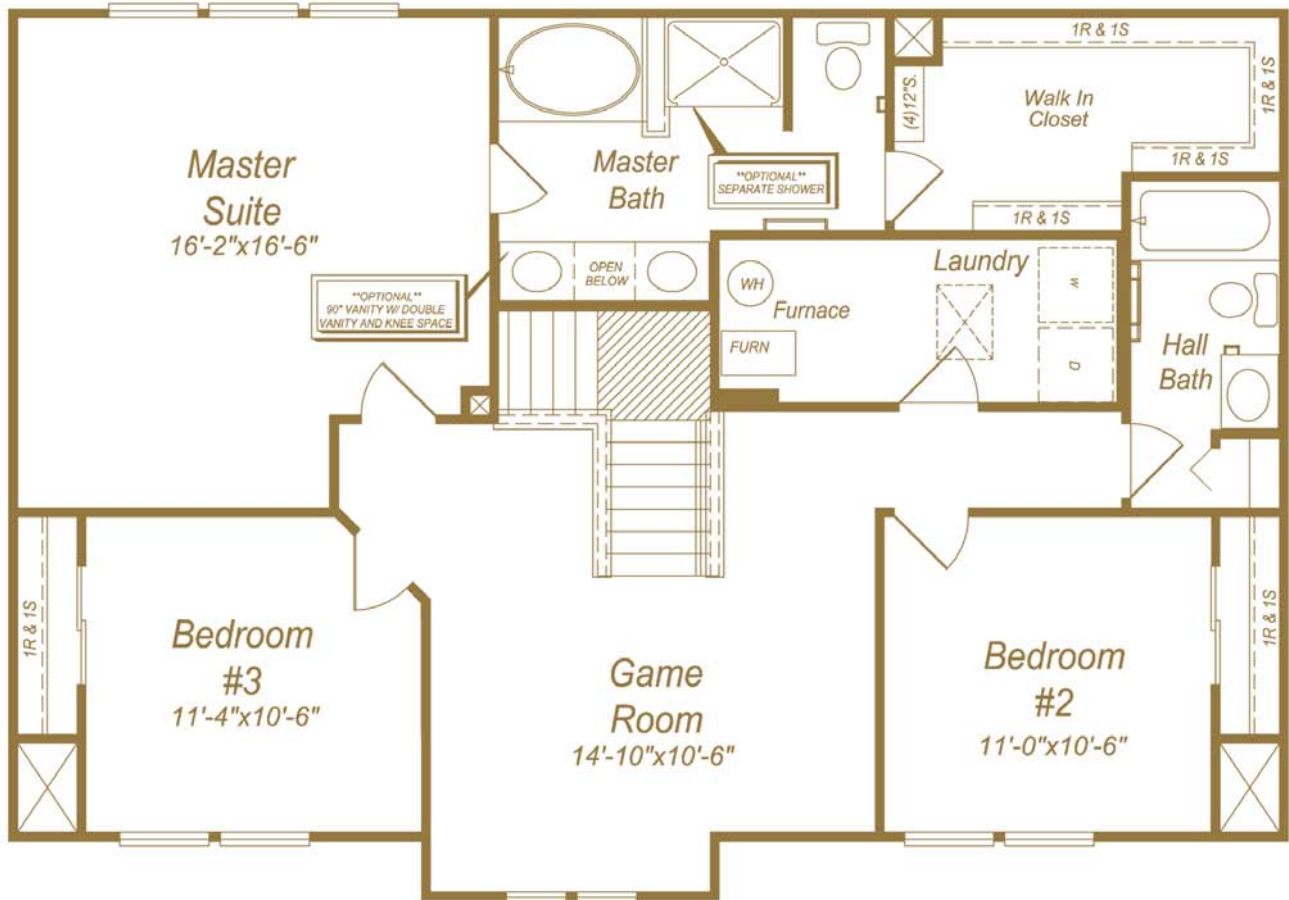 1R & 1S
1R & 1S
(4)12"S.
Walk In
Closet
1R & 1S
1R & 1S
Master
Suite
16'-2"x16'-6"
Master
Bath
**OPTIONAL**
SEPARATE SHOWER
**OPTIONAL**
90" VANITY W/ DOUBLE
VANITY AND KNEE SPACE
OPEN
BELOW
WH
Furnace
FURN
Laundry
W
D
Hall
Bath
1R & 1S
Bedroom
#3
11'-4"x10'-6"
Game
Room
14'-10"x10'-6"
Bedroom
#2
11'-0"x10'-6"
1R & 1S